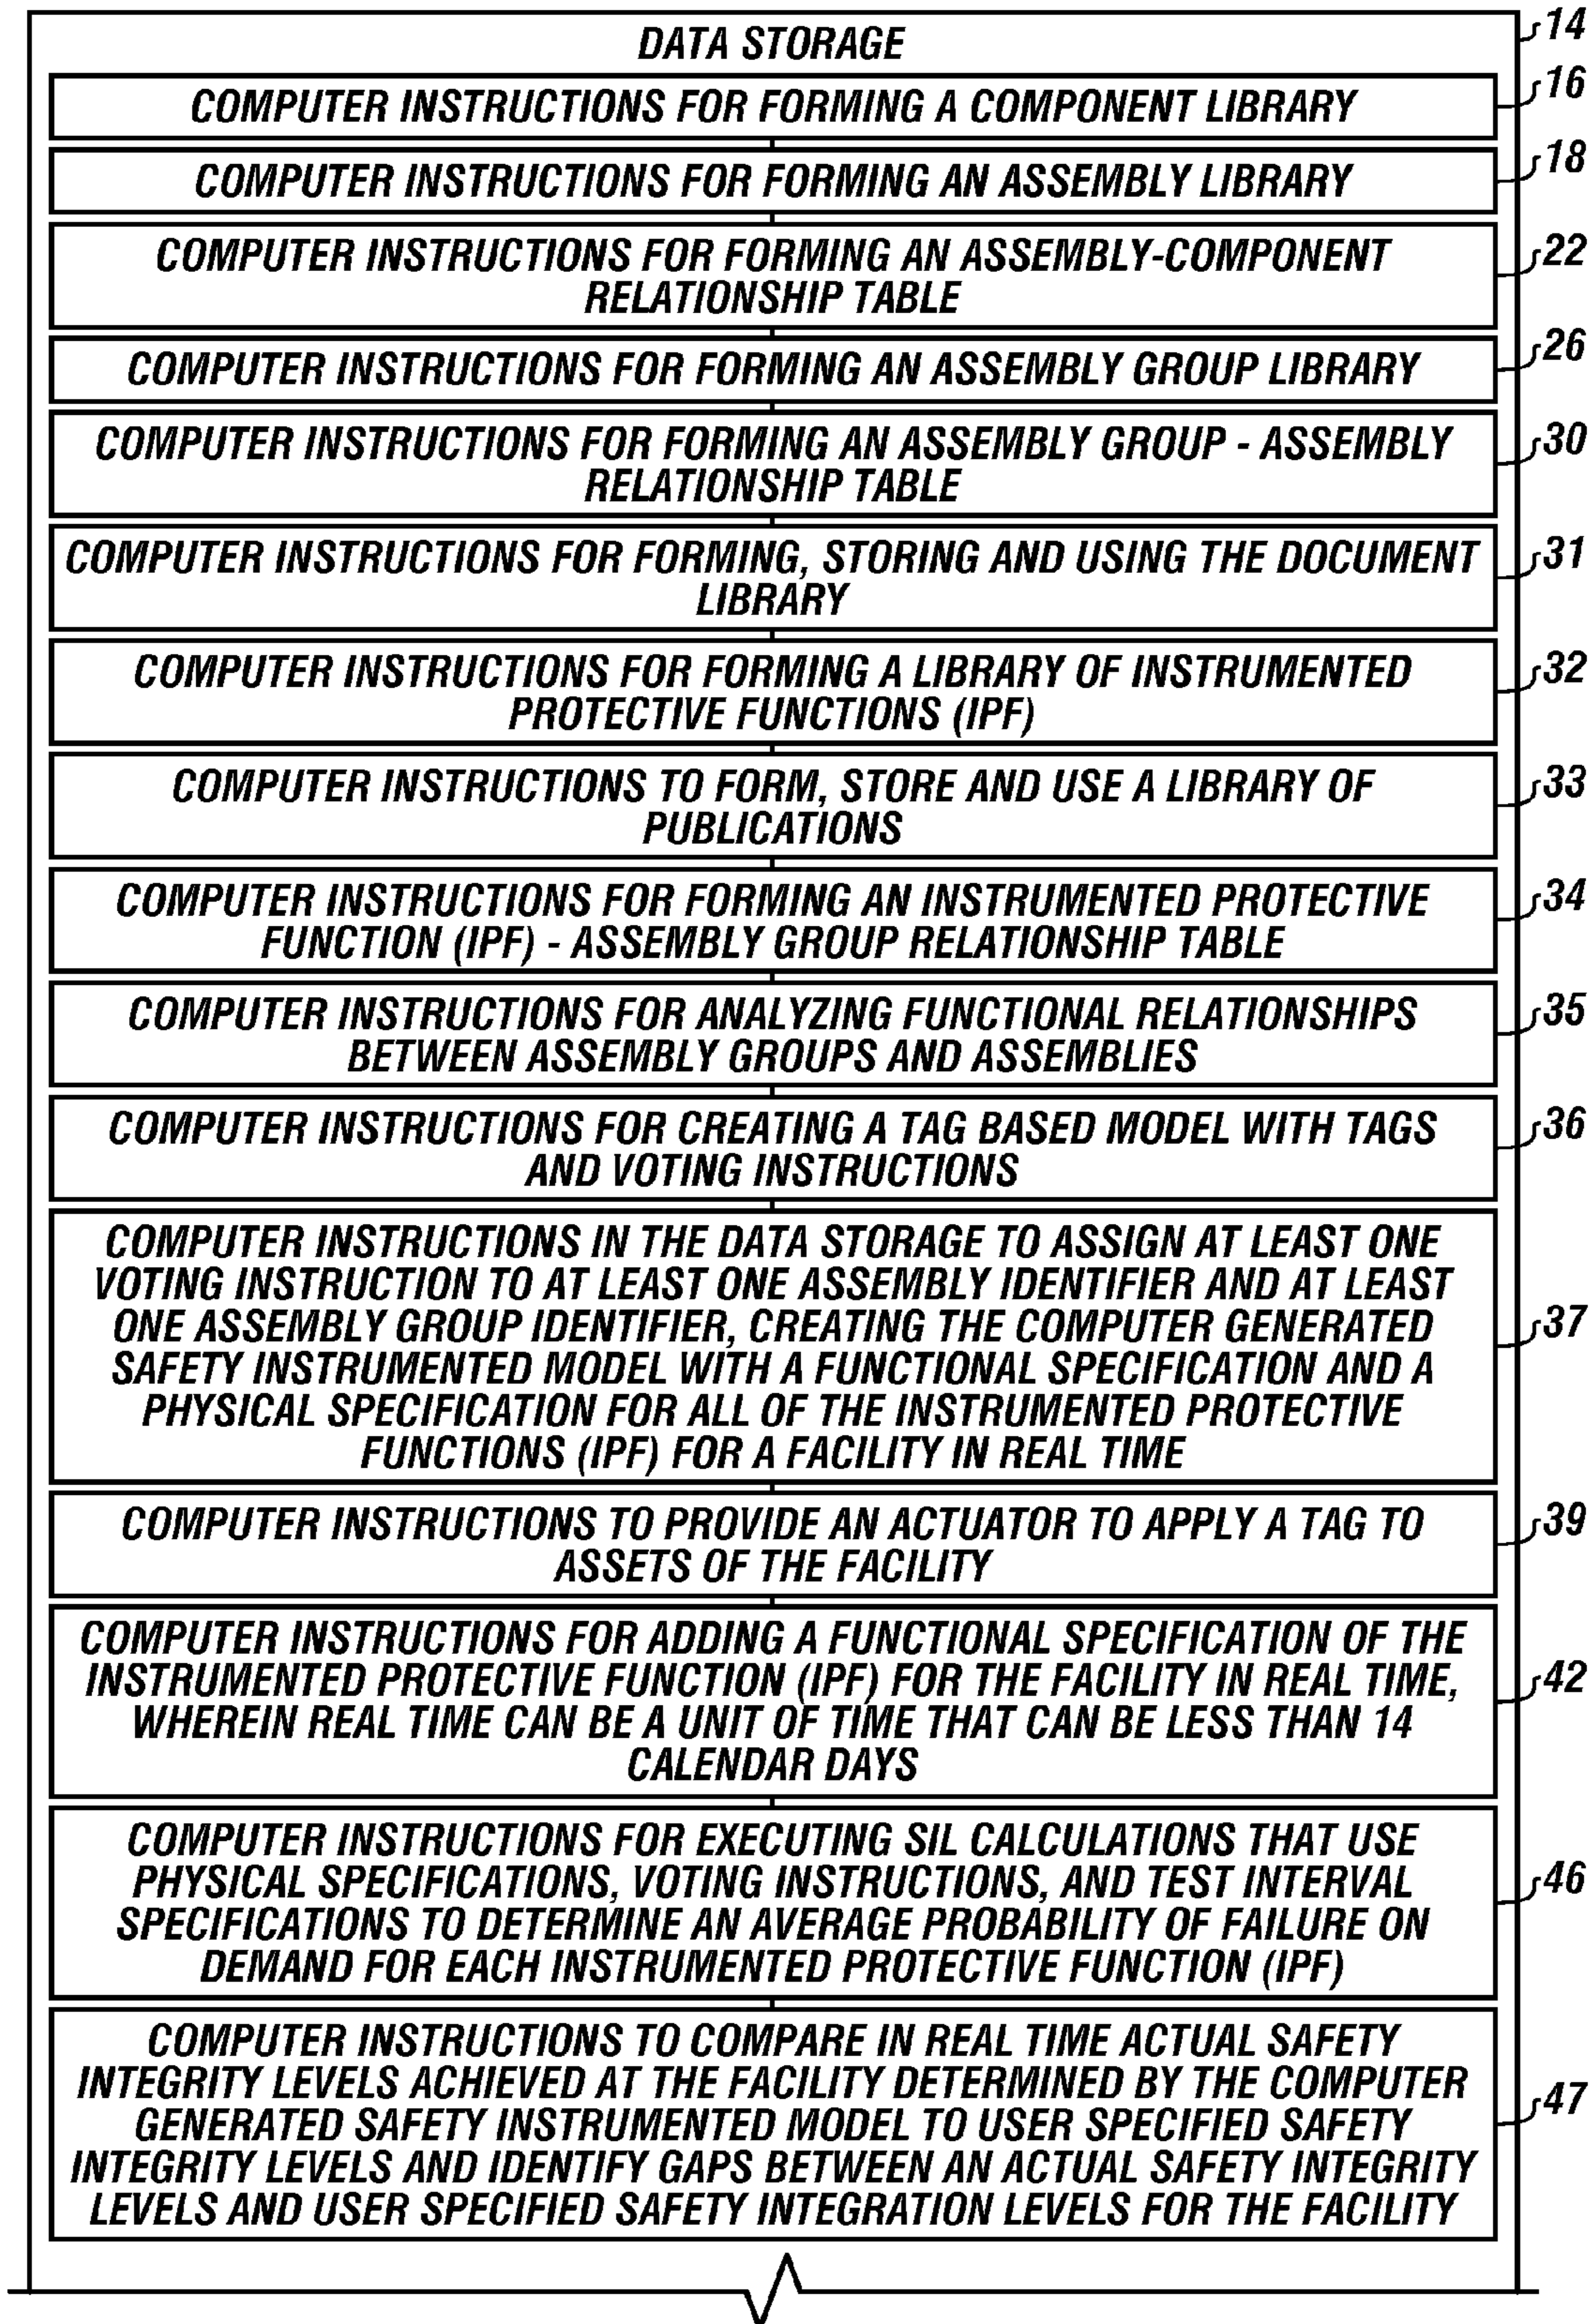 DATA STORAGE
14
COMPUTER INSTRUCTIONS FOR FORMING A COMPONENT LIBRARY
16
COMPUTER INSTRUCTIONS FOR FORMING AN ASSEMBLY LIBRARY
18
COMPUTER INSTRUCTIONS FOR FORMING AN ASSEMBLY-COMPONENT
RELATIONSHIP TABLE
22
COMPUTER INSTRUCTIONS FOR FORMING AN ASSEMBLY GROUP LIBRARY
26
COMPUTER INSTRUCTIONS FOR FORMING AN ASSEMBLY GROUP - ASSEMBLY
RELATIONSHIP TABLE
30
COMPUTER INSTRUCTIONS FOR FORMING, STORING AND USING THE DOCUMENT
LIBRARY
31
COMPUTER INSTRUCTIONS FOR FORMING A LIBRARY OF INSTRUMENTED
PROTECTIVE FUNCTIONS (IPF)
32
COMPUTER INSTRUCTIONS TO FORM, STORE AND USE A LIBRARY OF
PUBLICATIONS
33
COMPUTER INSTRUCTIONS FOR FORMING AN INSTRUMENTED PROTECTIVE
FUNCTION (IPF) - ASSEMBLY GROUP RELATIONSHIP TABLE
34
COMPUTER INSTRUCTIONS FOR ANALYZING FUNCTIONAL RELATIONSHIPS
BETWEEN ASSEMBLY GROUPS AND ASSEMBLIES
35
COMPUTER INSTRUCTIONS FOR CREATING A TAG BASED MODEL WITH TAGS
AND VOTING INSTRUCTIONS
36
COMPUTER INSTRUCTIONS IN THE DATA STORAGE TO ASSIGN AT LEAST ONE
VOTING INSTRUCTION TO AT LEAST ONE ASSEMBLY IDENTIFIER AND AT LEAST
ONE ASSEMBLY GROUP IDENTIFIER, CREATING THE COMPUTER GENERATED
SAFETY INSTRUMENTED MODEL WITH A FUNCTIONAL SPECIFICATION AND A
PHYSICAL SPECIFICATION FOR ALL OF THE INSTRUMENTED PROTECTIVE
FUNCTIONS (IPF) FOR A FACILITY IN REAL TIME
37
COMPUTER INSTRUCTIONS TO PROVIDE AN ACTUATOR TO APPLY A TAG TO
ASSETS OF THE FACILITY
39
COMPUTER INSTRUCTIONS FOR ADDING A FUNCTIONAL SPECIFICATION OF THE
INSTRUMENTED PROTECTIVE FUNCTION (IPF) FOR THE FACILITY IN REAL TIME,
WHEREIN REAL TIME CAN BE A UNIT OF TIME THAT CAN BE LESS THAN 14
CALENDAR DAYS
42
COMPUTER INSTRUCTIONS FOR EXECUTING SIL CALCULATIONS THAT USE
PHYSICAL SPECIFICATIONS, VOTING INSTRUCTIONS, AND TEST INTERVAL
SPECIFICATIONS TO DETERMINE AN AVERAGE PROBABILITY OF FAILURE ON
DEMAND FOR EACH INSTRUMENTED PROTECTIVE FUNCTION (IPF)
46
COMPUTER INSTRUCTIONS TO COMPARE IN REAL TIME ACTUAL SAFETY
INTEGRITY LEVELS ACHIEVED AT THE FACILITY DETERMINED BY THE COMPUTER
GENERATED SAFETY INSTRUMENTED MODEL TO USER SPECIFIED SAFETY
INTEGRITY LEVELS AND IDENTIFY GAPS BETWEEN AN ACTUAL SAFETY INTEGRITY
LEVELS AND USER SPECIFIED SAFETY INTEGRATION LEVELS FOR THE FACILITY
47